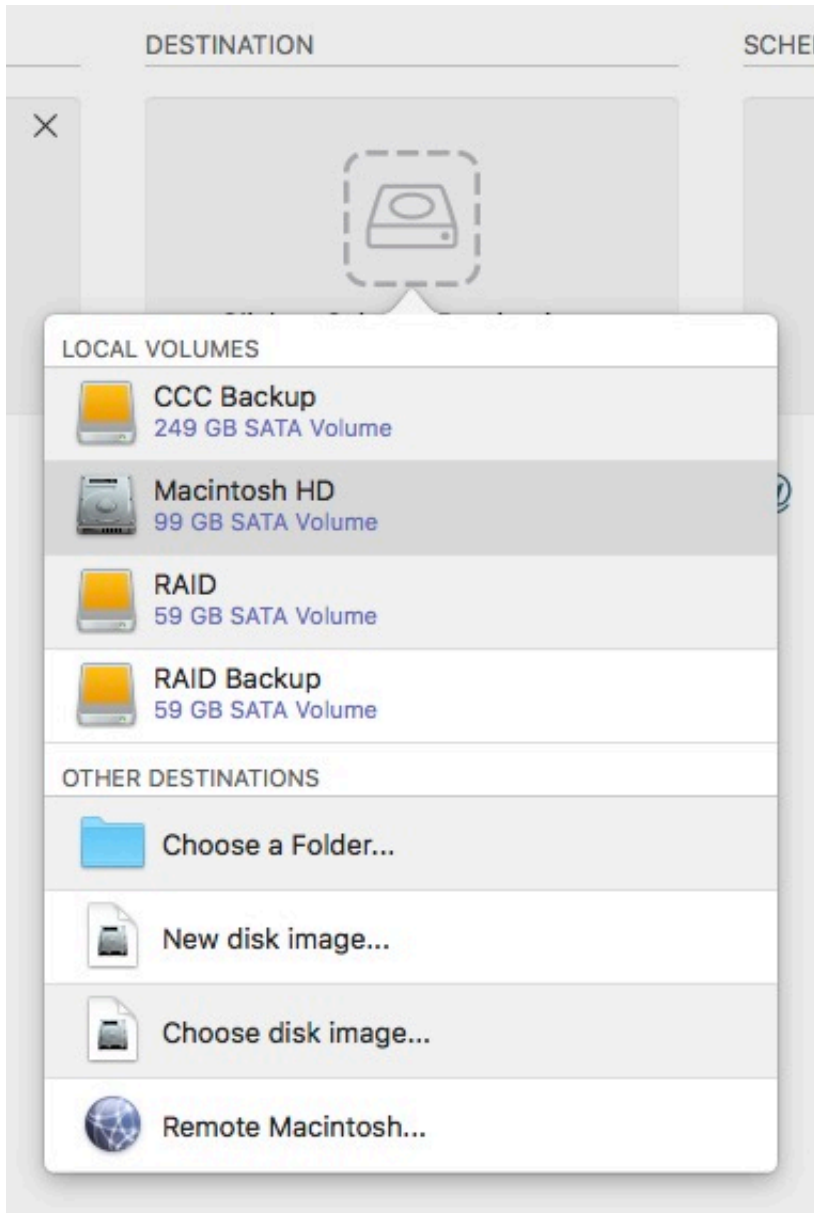 DESTINATION
LOCAL VOLUMES
CCC Backup
249 GB SATA Volume
Macintosh HD
99 GB SATA Volume
RAID
59 GB SATA Volume
RAID Backup
59 GB SATA Volume
OTHER DESTINATIONS
Choose a Folder...
New disk image...
Choose disk image...
Remote Macintosh...